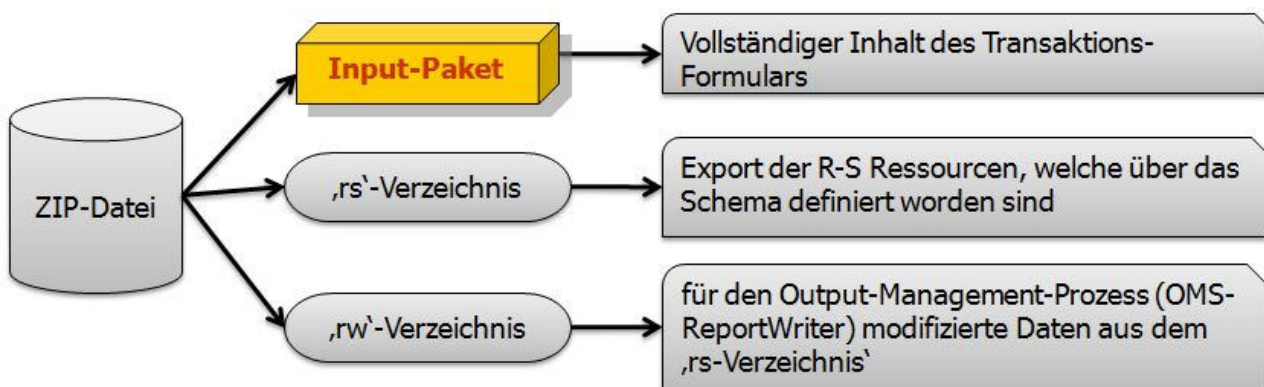 ZIP-Datei
Input-Paket
Vollständiger Inhalt des Transaktions-
Formulars
‚rs‘-Verzeichnis
Export der R-S Ressourcen, welche über das
Schema definiert worden sind
‚rw‘-Verzeichnis
für den Output-Management-Prozess (OMS-
ReportWriter) modifizierte Daten aus dem
‚rs-Verzeichnis‘